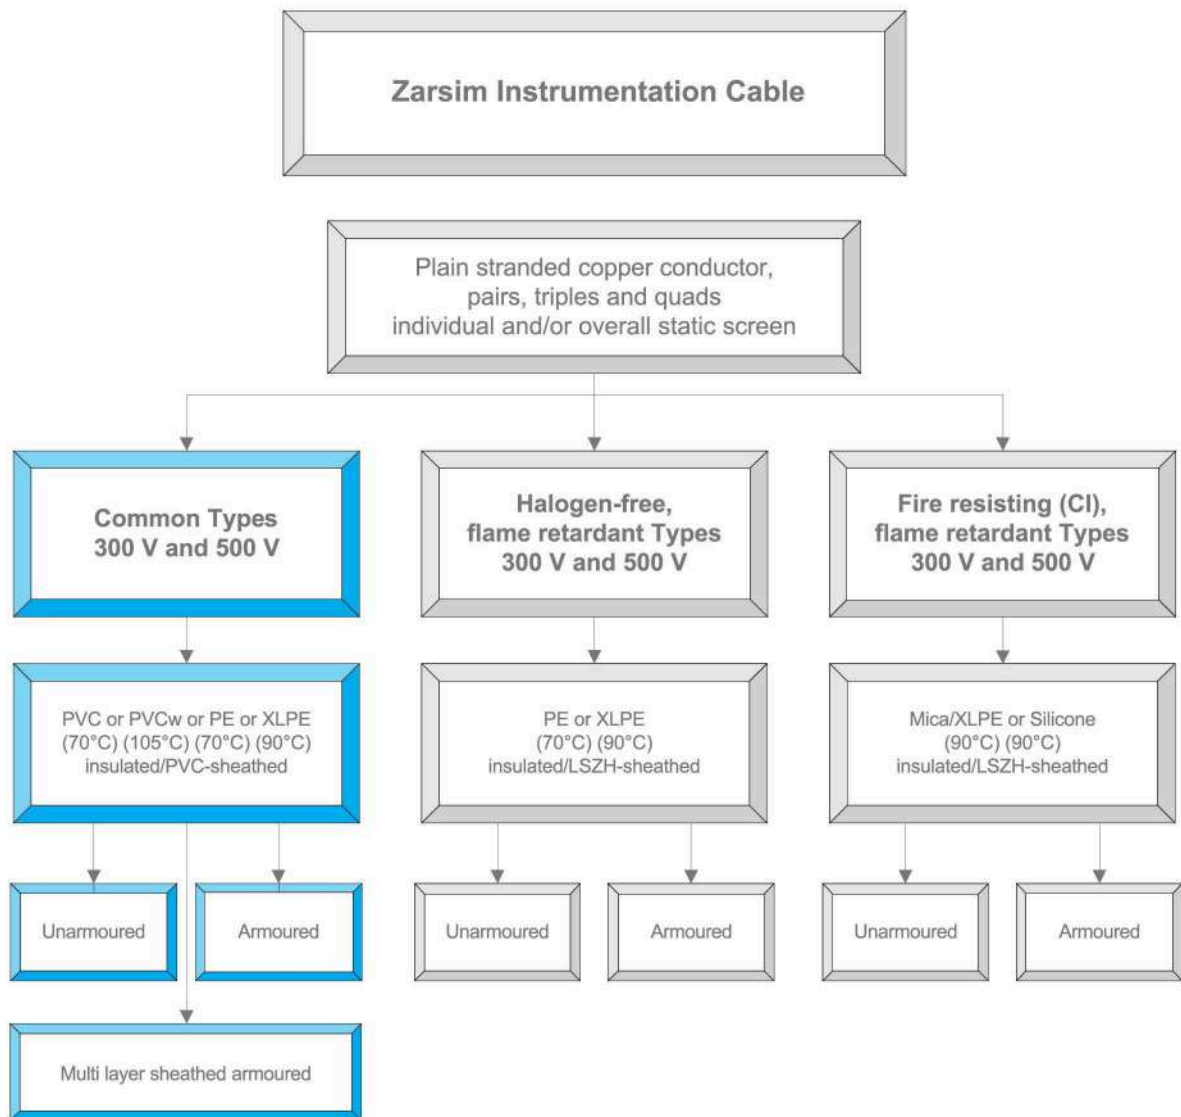 Zarsim Instrumentation Cable
Plain stranded copper conductor,
pairs, triples and quads
individual and/or overall static screen
Common Types
300 V and 500 V
Halogen-free,
flame retardant Types
300 V and 500 V
Fire resisting (CI),
flame retardant Types
300 V and 500 V
PVC or PVCw or PE or XLPE
(70°C) (105°C) (70°C) (90°C)
insulated/PVC-sheathed
PE or XLPE
(70°C) (90°C)
insulated/LSZH-sheathed
Mica/XLPE or Silicone
(90°C) (90°C)
insulated/LSZH-sheathed
Unarmoured
Armoured
Unarmoured
Armoured
Unarmoured
Armoured
Multi layer sheathed armoured